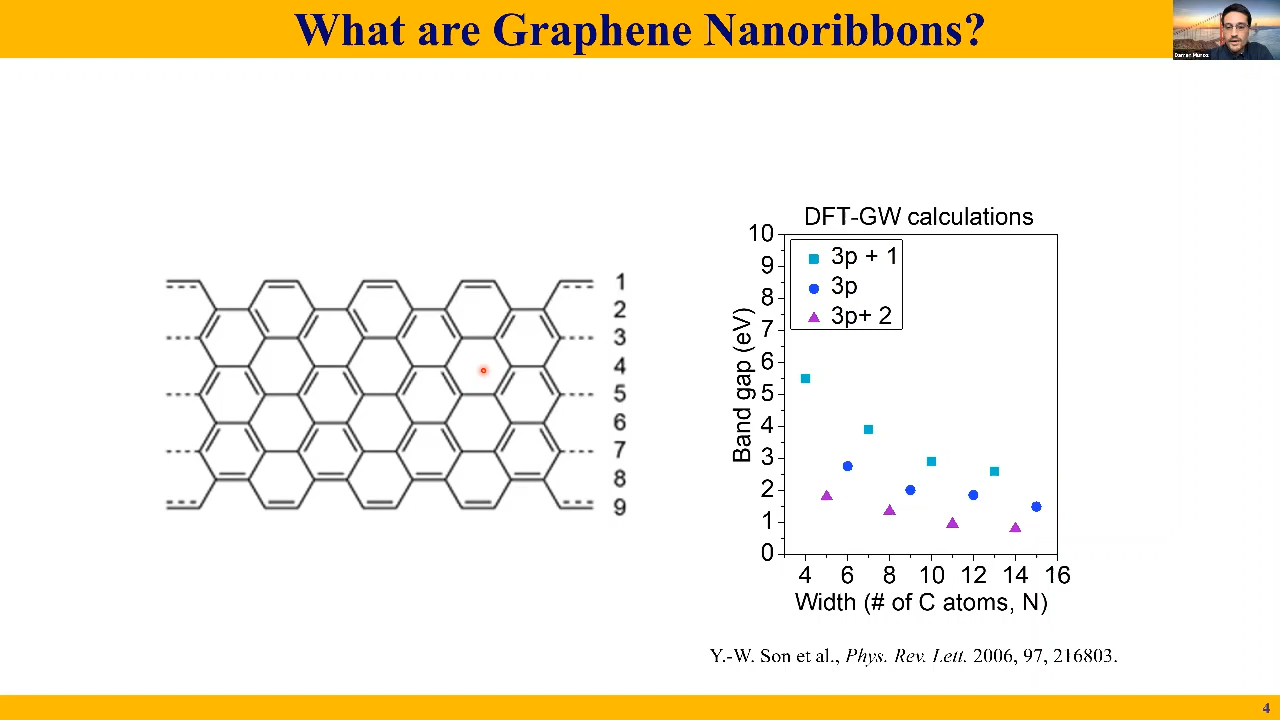 What are Graphene Nanoribbons?
Darian Munoz
1
2
3
4
5
6
7
8
9
DFT-GW calculations
3p + 1
3p
3p+ 2
10
9
8
7
6
5
4
3
2
1
0
Band gap (eV)
4 6 8 10 12 14 16
Width (# of C atoms, N)
Y.-W. Son et al., Phys. Rev. Lett. 2006, 97, 216803.
4